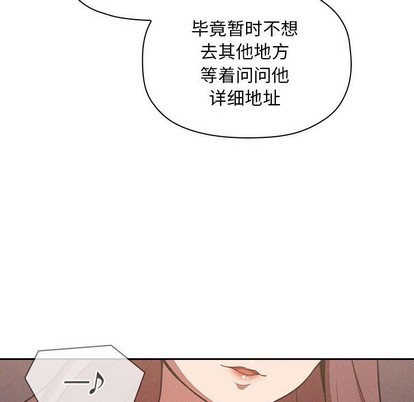 毕竟暂时不想
去其他地方
等着问问他
详细地址
—♪